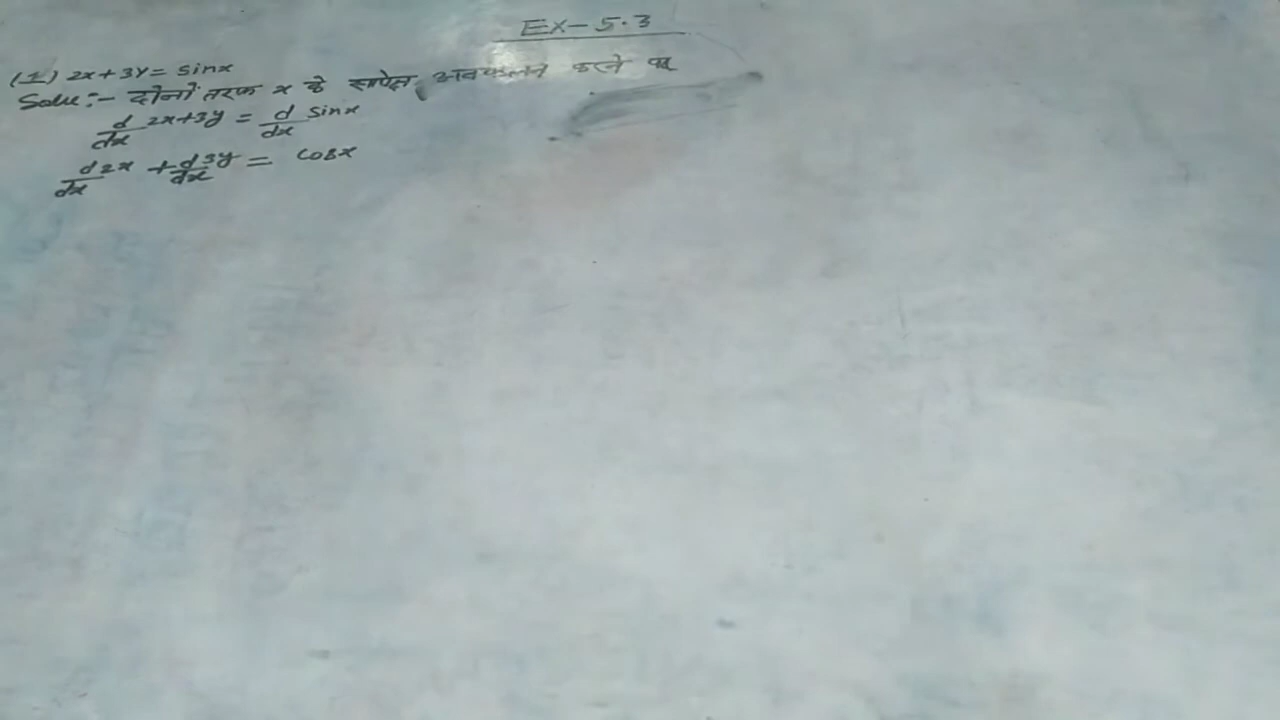 Ex-5.3
(1) 2x+3y= sinx
Solu:- दोनों तरफ x के सापेक्ष अवकलन करने पर
d/dx 2x+3y = d/dx sinx
d/dx 2x + d/dx 3y = cosx